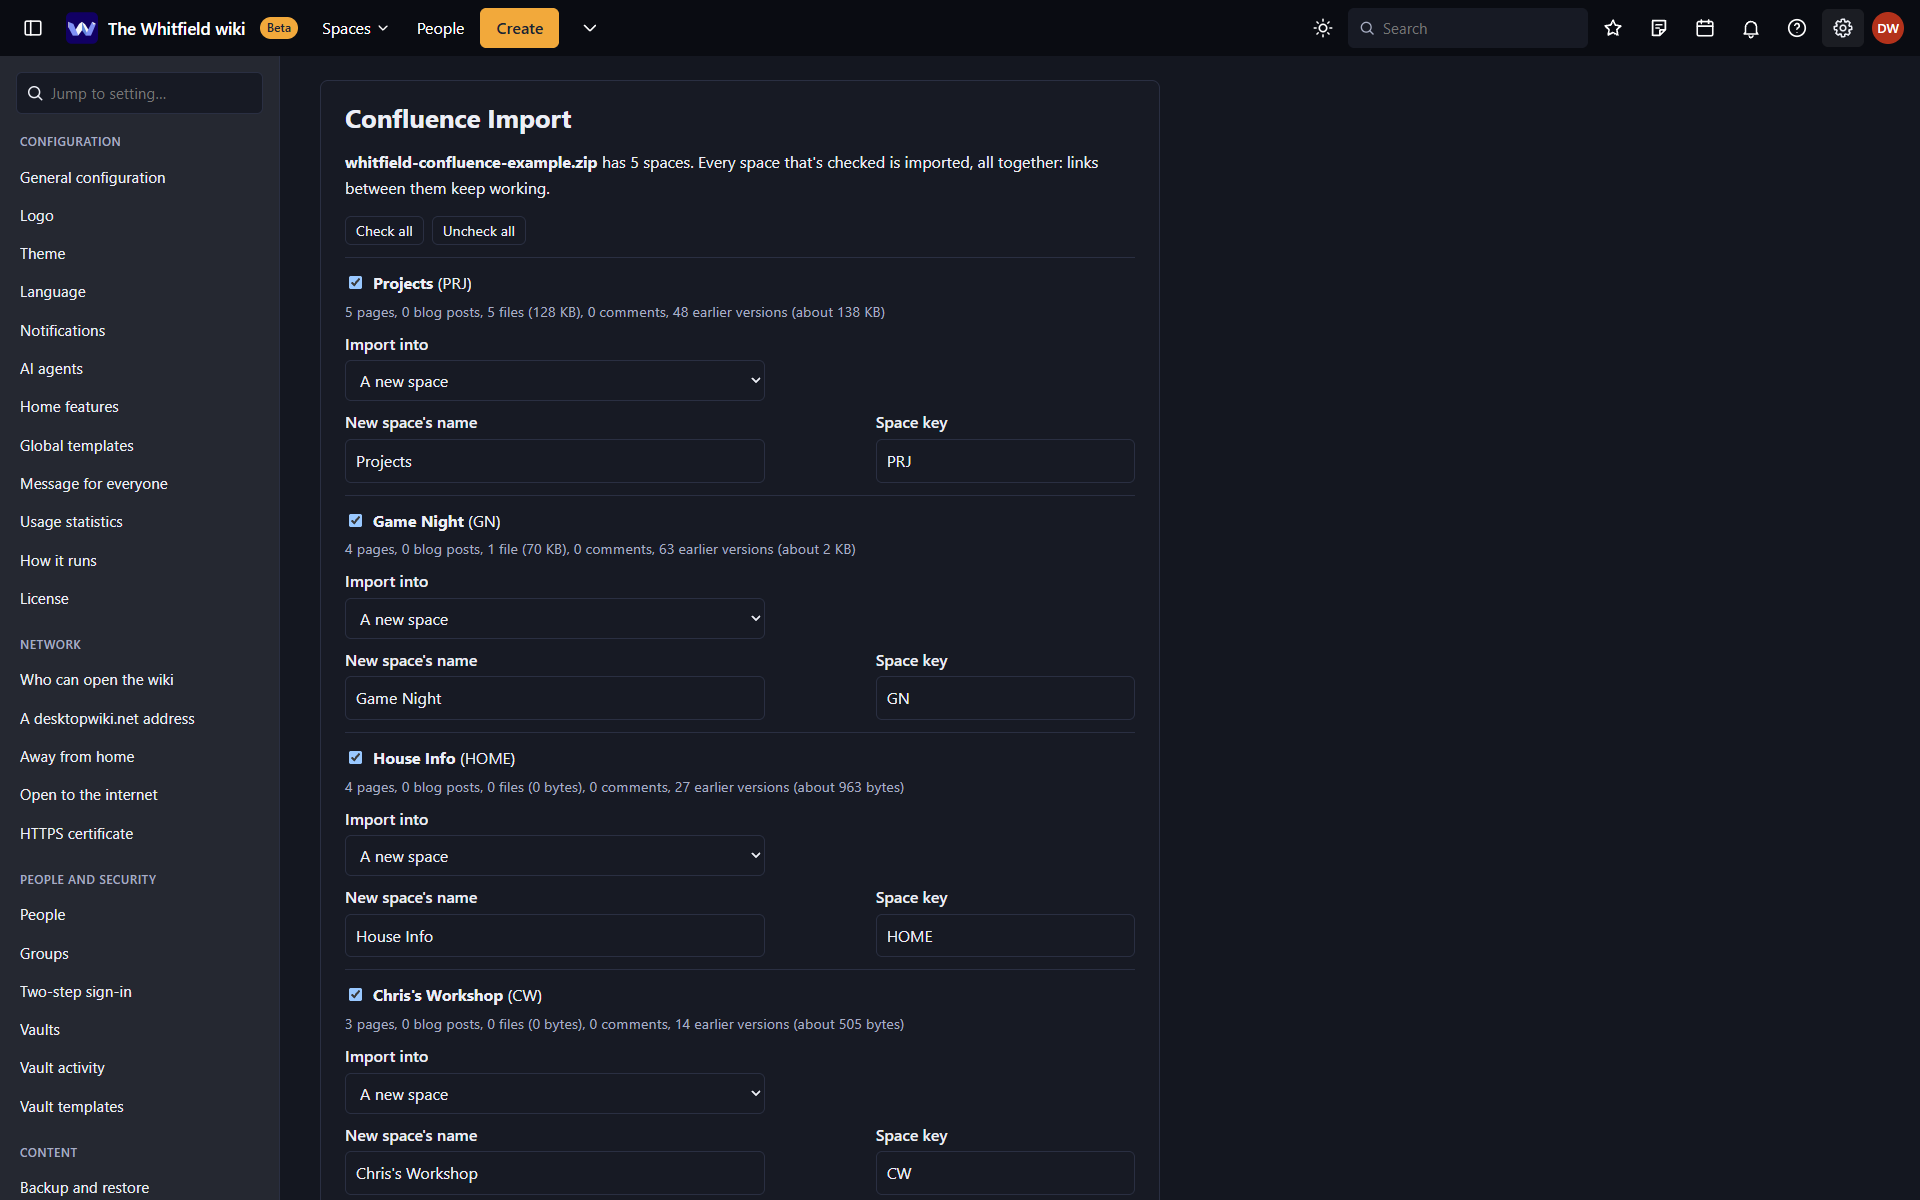 The Whitfield wiki
Beta
Spaces
People
Create
Search
DW
Jump to setting...
CONFIGURATION
General configuration
Logo
Theme
Language
Notifications
AI agents
Home features
Global templates
Message for everyone
Usage statistics
How it runs
License
NETWORK
Who can open the wiki
A desktopwiki.net address
Away from home
Open to the internet
HTTPS certificate
PEOPLE AND SECURITY
People
Groups
Two-step sign-in
Vaults
Vault activity
Vault templates
CONTENT
Backup and restore
Confluence Import
whitfield-confluence-example.zip has 5 spaces. Every space that's checked is imported, all together: links
between them keep working.
Check all
Uncheck all
Projects (PRJ)
5 pages, 0 blog posts, 5 files (128 KB), 0 comments, 48 earlier versions (about 138 KB)
Import into
A new space
New space's name
Space key
Projects
PRJ
Game Night (GN)
4 pages, 0 blog posts, 1 file (70 KB), 0 comments, 63 earlier versions (about 2 KB)
Import into
A new space
New space's name
Space key
Game Night
GN
House Info (HOME)
4 pages, 0 blog posts, 0 files (0 bytes), 0 comments, 27 earlier versions (about 963 bytes)
Import into
A new space
New space's name
Space key
House Info
HOME
Chris's Workshop (CW)
3 pages, 0 blog posts, 0 files (0 bytes), 0 comments, 14 earlier versions (about 505 bytes)
Import into
A new space
New space's name
Space key
Chris's Workshop
CW